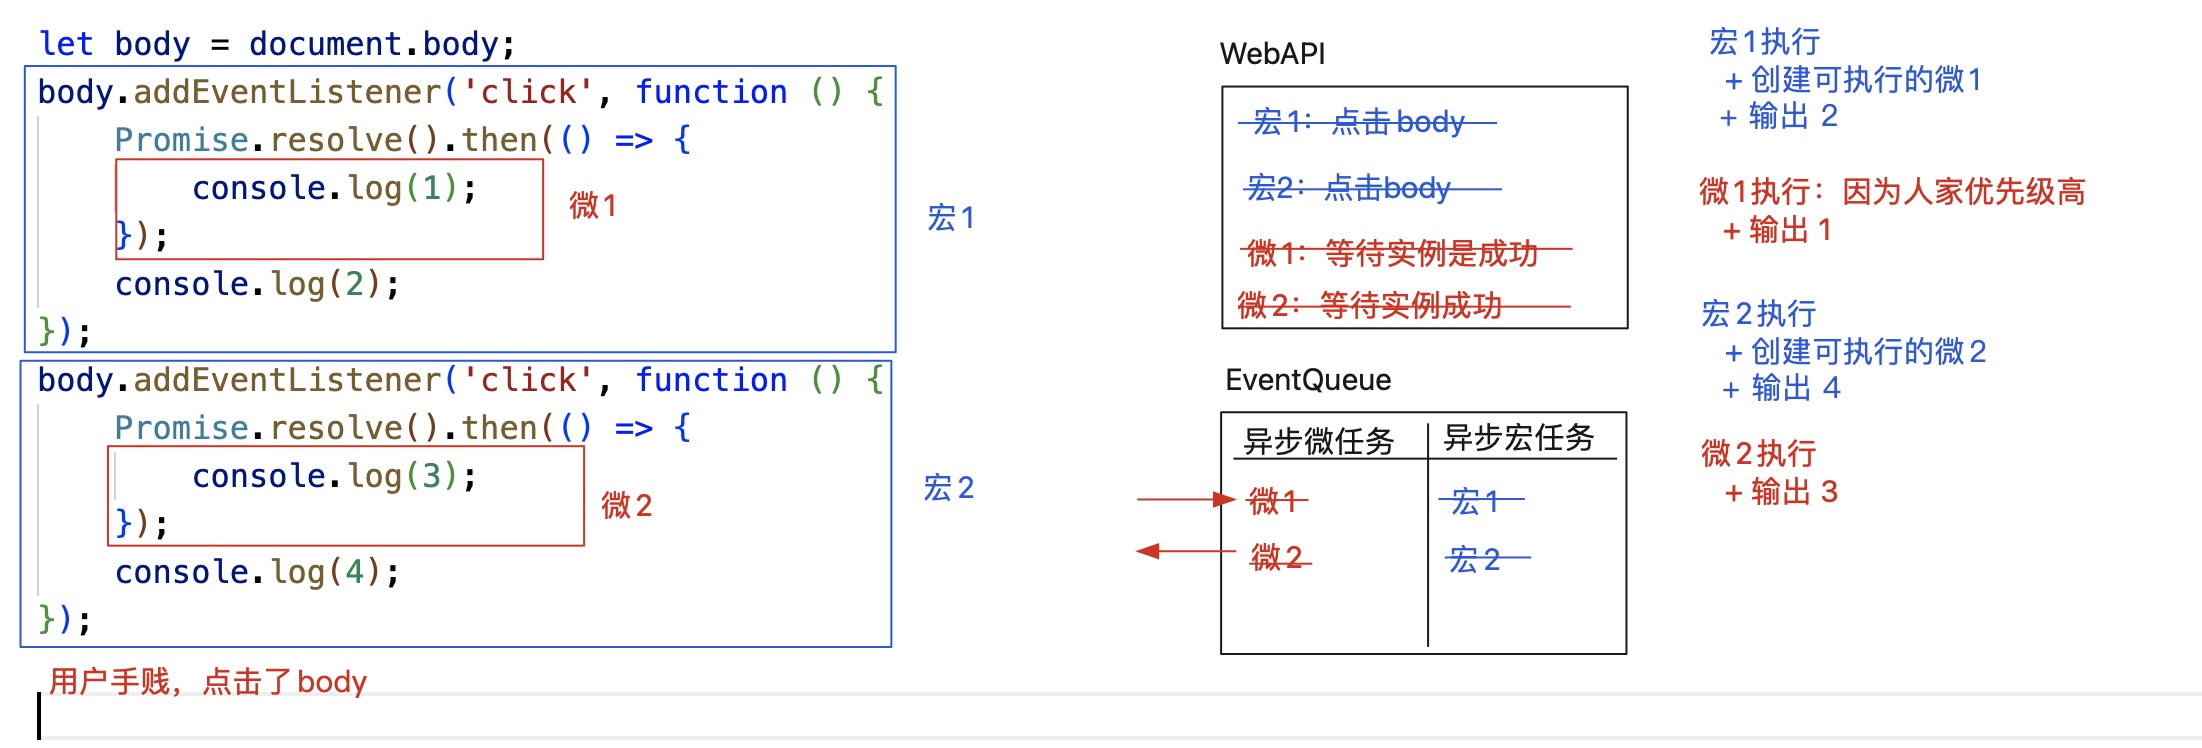 let body = document.body;
body.addEventListener('click', function () {
Promise.resolve().then(() => {
console.log(1);
});
console.log(2);
});
微1
宏1
body.addEventListener('click', function () {
Promise.resolve().then(() => {
console.log(3);
});
console.log(4);
});
微2
宏2
用户手贱，点击了body
WebAPI
宏1：点击body
宏2：点击body
微1：等待实例是成功
微2：等待实例成功
EventQueue
异步微任务 异步宏任务
微1 宏1
微2 宏2
宏1执行
+ 创建可执行的微1
+ 输出 2
微1执行：因为人家优先级高
+ 输出 1
宏2执行
+ 创建可执行的微2
+ 输出 4
微2执行
+ 输出 3